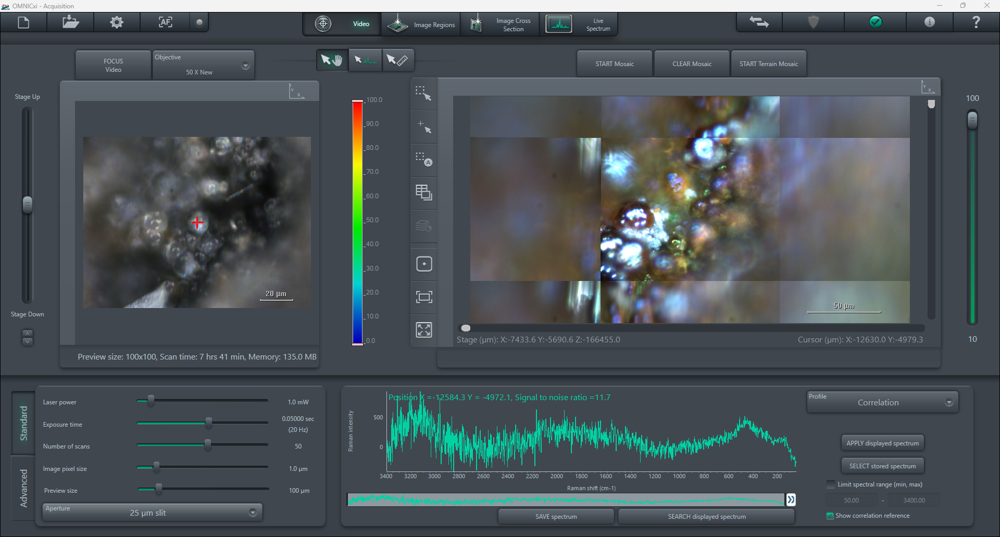 OMNICxi - Acquisition
AF
Video
Image Regions
Image Cross
Section
Live
Spectrum
i
?
FOCUS
Video
Objective
50 X New
START Mosaic
CLEAR Mosaic
START Terrain Mosaic
Y
X
Y
X
Stage Up
Stage Down
100.0
90.0
80.0
70.0
60.0
50.0
40.0
30.0
20.0
10.0
0.0
A
100
10
20 µm
50 µm
Stage (µm): X:-7433.6 Y:-5690.6 Z:-166455.0
Cursor (µm): X:-12630.0 Y:-4979.3
Preview size: 100x100, Scan time: 7 hrs 41 min, Memory: 135.0 MB
Standard
Advanced
Laser power
1.0 mW
Exposure time
0.05000 sec
(20 Hz)
Number of scans
50
Image pixel size
1.0 µm
Preview size
100 µm
Aperture
25 µm slit
Position X =-12584.3 Y = -4972.1, Signal to noise ratio =11.7
Raman intensity
500
0
3400 3200 3000 2800 2600 2400 2200 2000 1800 1600 1400 1200 1000 800 600 400 200
Raman shift (cm-1)
SAVE spectrum
SEARCH displayed spectrum
Profile
Correlation
APPLY displayed spectrum
SELECT stored spectrum
Limit spectral range (min, max)
50.00 - 3400.00
Show correlation reference